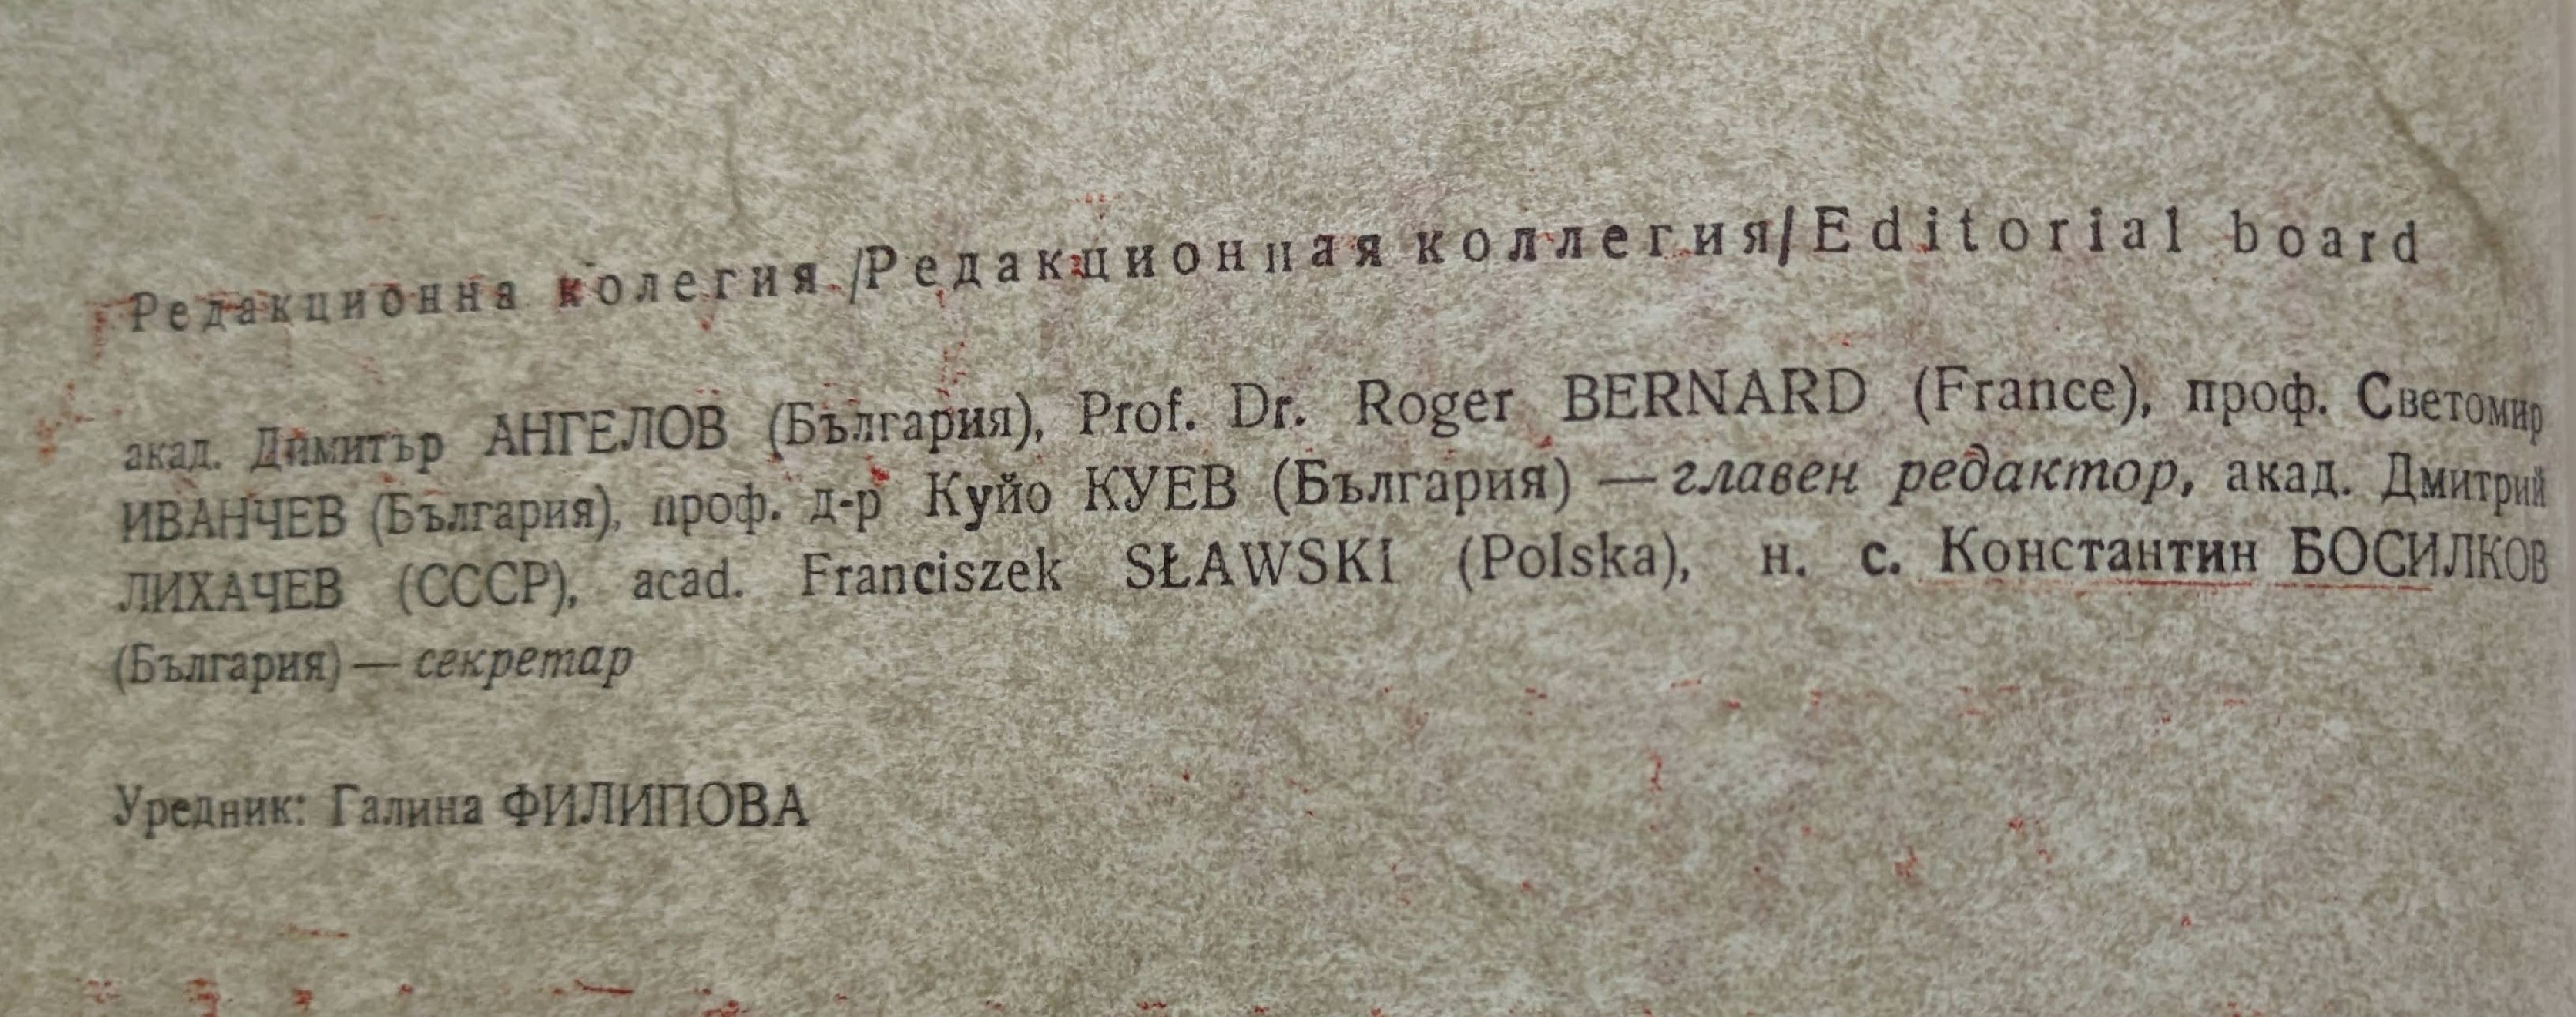 Редакционна колегия /Редакционная коллегия/Editorial board
акад. Димитър АНГЕЛОВ (България), Prof. Dr. Roger BERNARD (France), проф. Светомир
ИВАНЧЕВ (България), проф. д-р Куйо КУЕВ (България) — главен редактор, акад. Дмитрий
ЛИХАЧЕВ (СССР), acad. Franciszek SŁAWSKI (Polska), н. с. Константин БОСИЛКОВ
(България) — секретар
Уредник: Галина ФИЛИПОВА